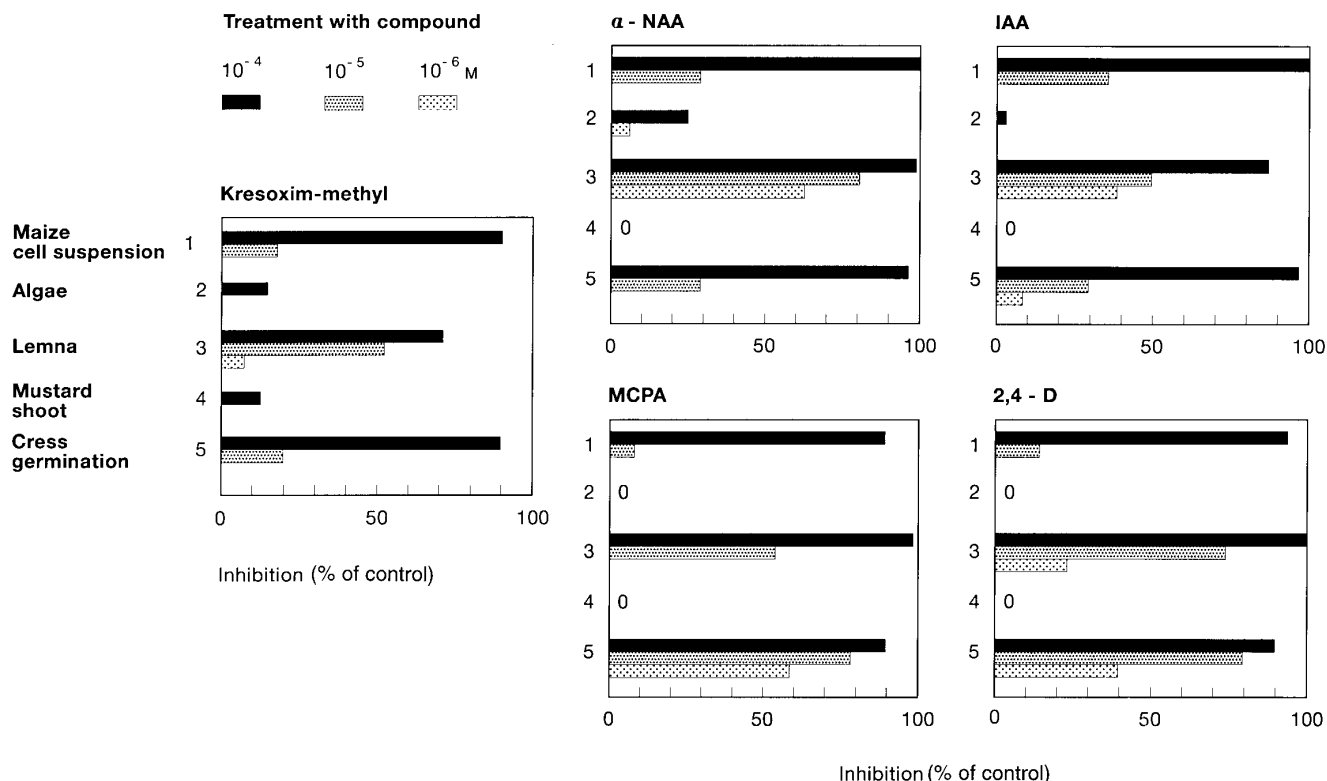 Treatment with compound
10⁻⁴ 10⁻⁵ 10⁻⁶ M
Kresoxim-methyl
Maize
cell suspension 1
Algae 2
Lemna 3
Mustard
shoot 4
Cress
germination 5
0 50 100
Inhibition (% of control)
α - NAA
1
2
3
4 0
5
0 50 100
IAA
1
2
3
4 0
5
0 50 100
MCPA
1
2 0
3
4 0
5
0 50 100
2,4 - D
1
2 0
3
4 0
5
0 50 100
Inhibition (% of control)